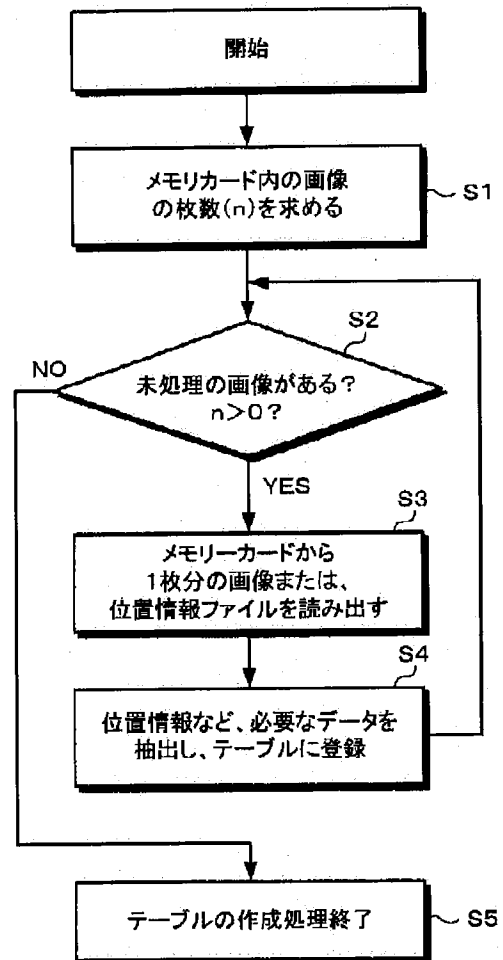 開始
メモリカード内の画像
の枚数(n)を求める
S1
S2
NO
未処理の画像がある?
n>0?
YES
S3
メモリーカードから
1枚分の画像または、
位置情報ファイルを読み出す
S4
位置情報など、必要なデータを
抽出し、テーブルに登録
テーブルの作成処理終了
S5